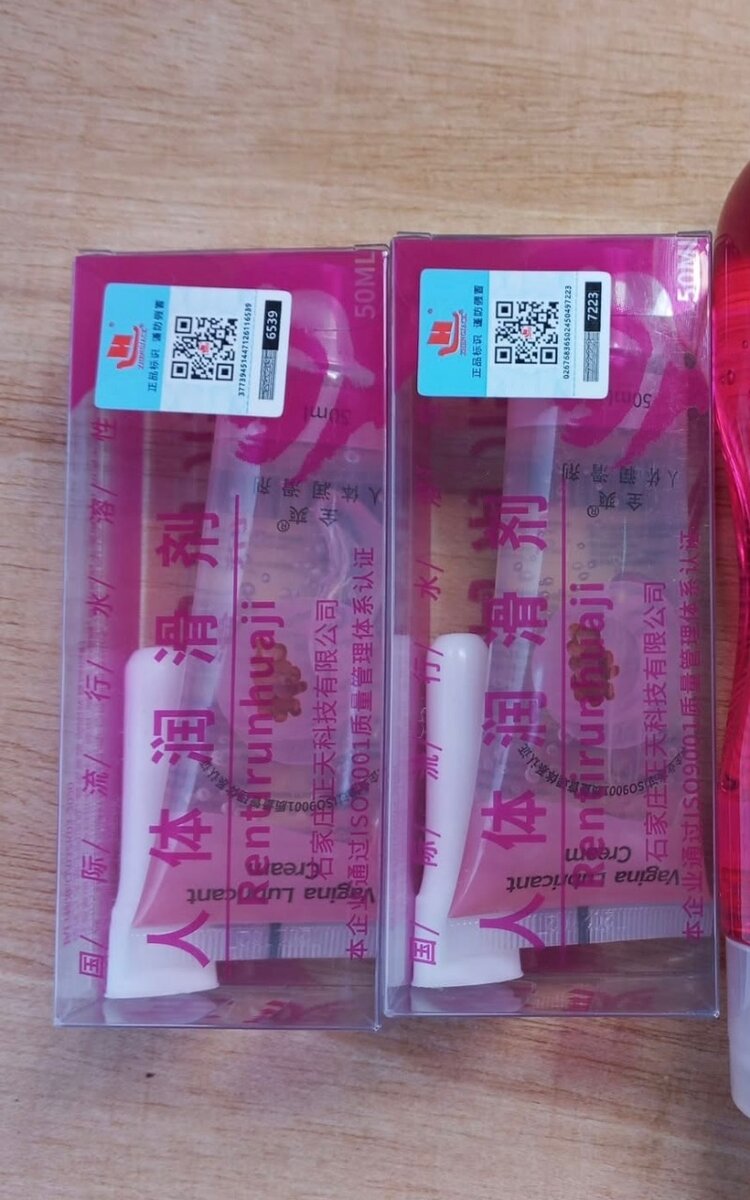 50ML
正品标识 谨防假冒
37739451447126116539
6539
50ml
国/际/流/行/水/溶/性
人体润滑剂
Rentirunhuaji
石家庄正天科技有限公司
本企业通过ISO9001质量管理体系认证
Vagina Lubricant
Cream
50ML
正品标识 谨防假冒
02676836502450497223
7223
50ml
国/际/流/行/水/溶
人体润滑剂
Rentirunhuaji
石家庄正天科技有限公司
本企业通过ISO9001质量管理体系认证
Vagina Lubricant
Cream